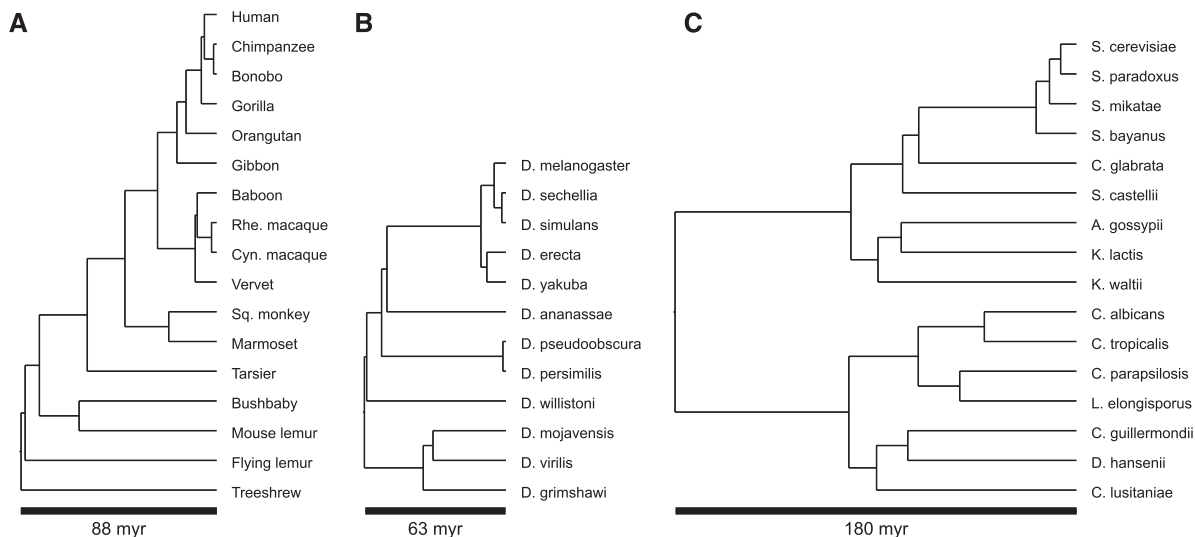 A
Human
Chimpanzee
Bonobo
Gorilla
Orangutan
Gibbon
Baboon
Rhe. macaque
Cyn. macaque
Vervet
Sq. monkey
Marmoset
Tarsier
Bushbaby
Mouse lemur
Flying lemur
Treeshrew
88 myr
B
D. melanogaster
D. sechellia
D. simulans
D. erecta
D. yakuba
D. ananassae
D. pseudoobscura
D. persimilis
D. willistoni
D. mojavensis
D. virilis
D. grimshawi
63 myr
C
S. cerevisiae
S. paradoxus
S. mikatae
S. bayanus
C. glabrata
S. castellii
A. gossypii
K. lactis
K. waltii
C. albicans
C. tropicalis
C. parapsilosis
L. elongisporus
C. guillermondii
D. hansenii
C. lusitaniae
180 myr